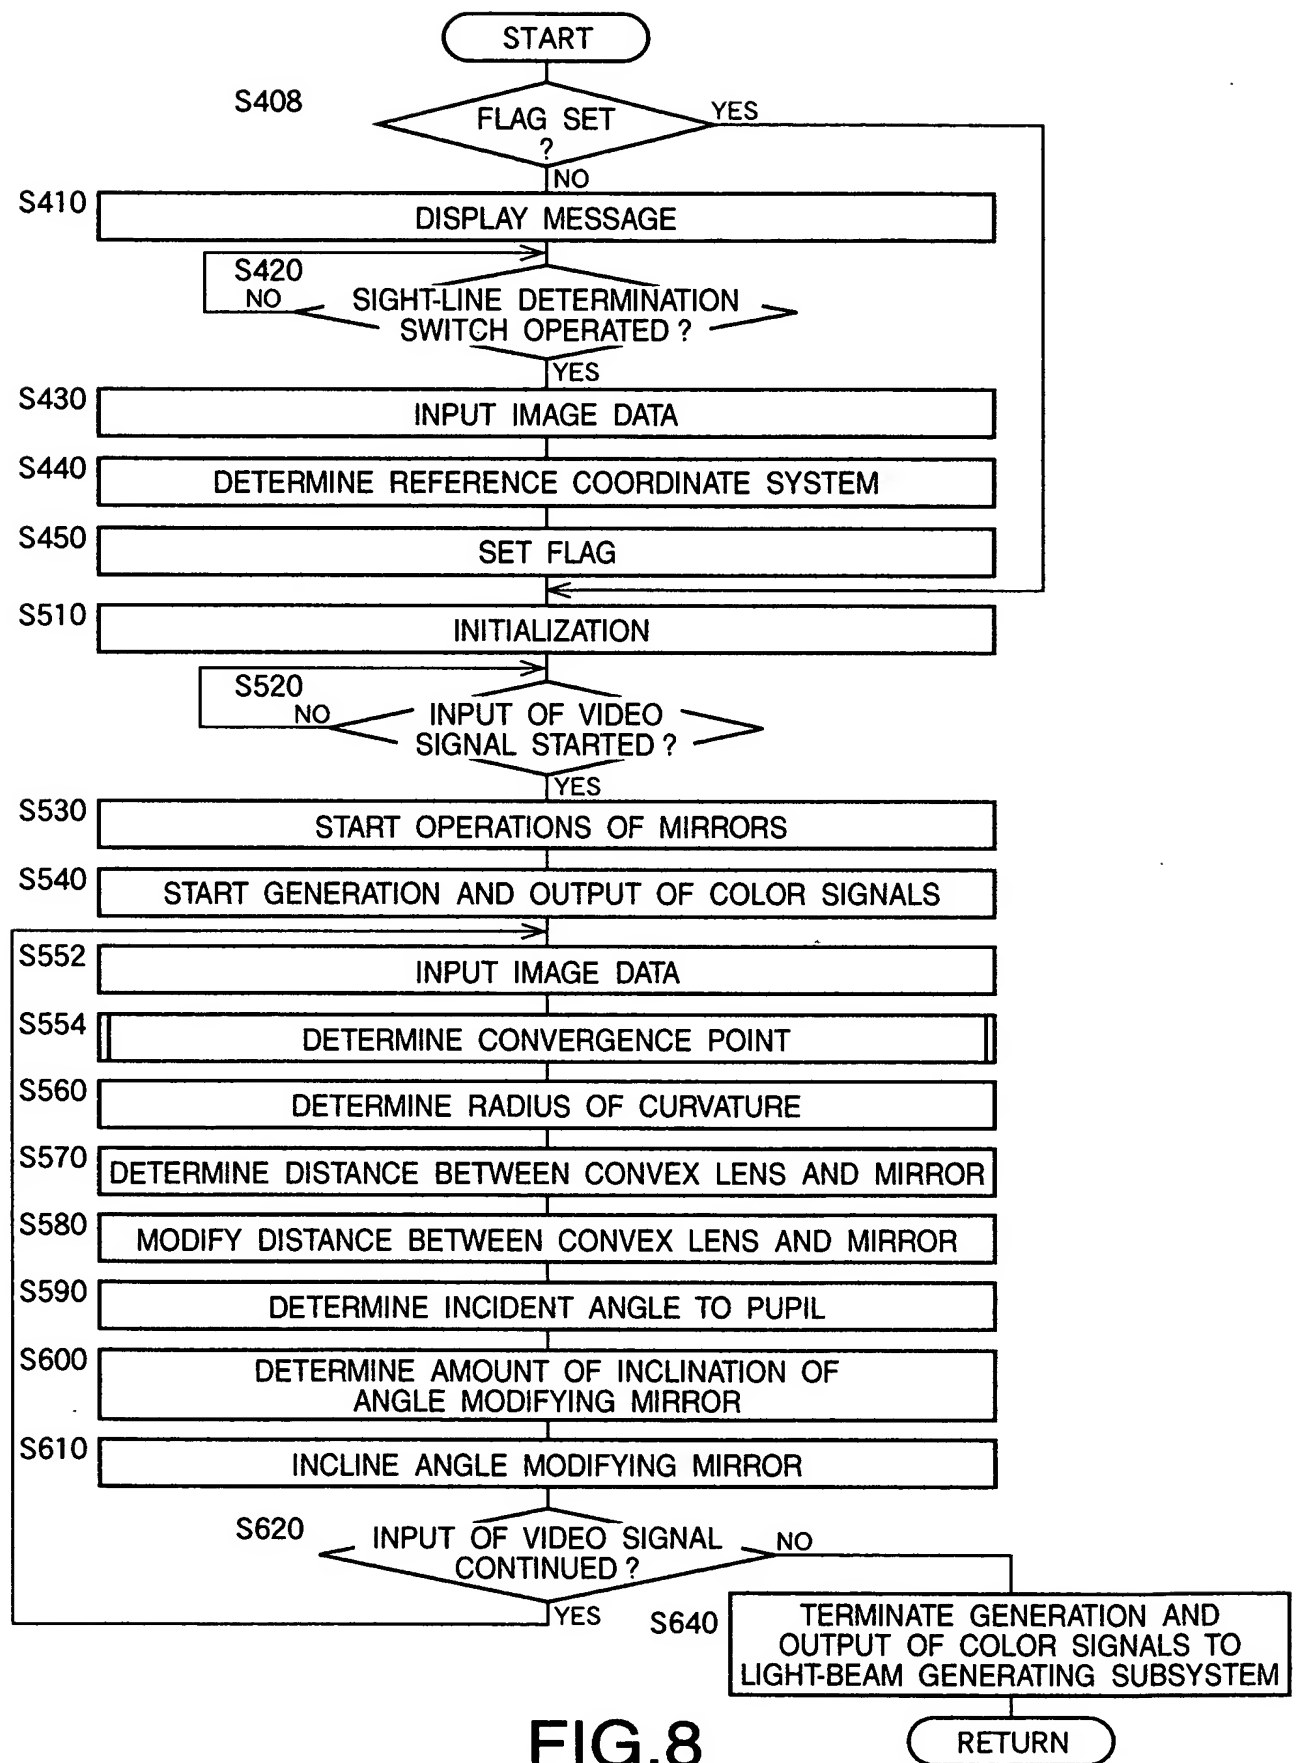 START
S408
FLAG SET
?
YES
NO
S410
DISPLAY MESSAGE
S420
NO
SIGHT-LINE DETERMINATION
SWITCH OPERATED ?
YES
S430
INPUT IMAGE DATA
S440
DETERMINE REFERENCE COORDINATE SYSTEM
S450
SET FLAG
S510
INITIALIZATION
S520
NO
INPUT OF VIDEO
SIGNAL STARTED ?
YES
S530
START OPERATIONS OF MIRRORS
S540
START GENERATION AND OUTPUT OF COLOR SIGNALS
S552
INPUT IMAGE DATA
S554
DETERMINE CONVERGENCE POINT
S560
DETERMINE RADIUS OF CURVATURE
S570
DETERMINE DISTANCE BETWEEN CONVEX LENS AND MIRROR
S580
MODIFY DISTANCE BETWEEN CONVEX LENS AND MIRROR
S590
DETERMINE INCIDENT ANGLE TO PUPIL
S600
DETERMINE AMOUNT OF INCLINATION OF
ANGLE MODIFYING MIRROR
S610
INCLINE ANGLE MODIFYING MIRROR
S620
INPUT OF VIDEO SIGNAL
CONTINUED ?
NO
YES
S640
TERMINATE GENERATION AND
OUTPUT OF COLOR SIGNALS TO
LIGHT-BEAM GENERATING SUBSYSTEM
RETURN
FIG.8